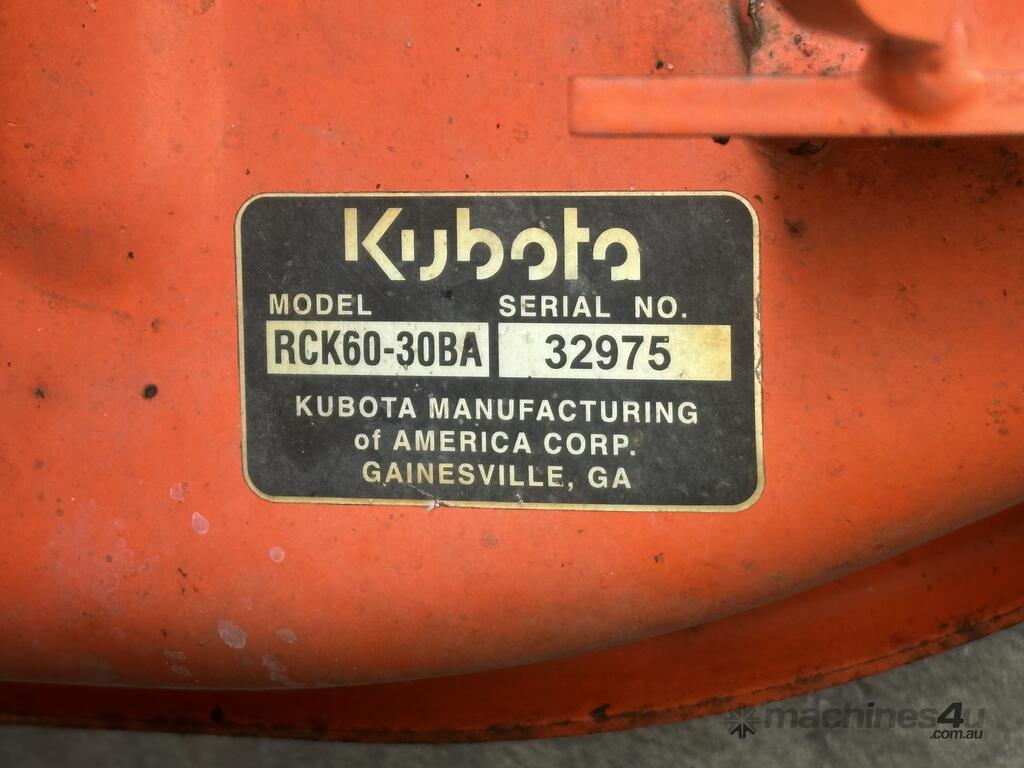 Kubota
MODEL SERIAL NO.
RCK60-30BA 32975
KUBOTA MANUFACTURING
of AMERICA CORP.
GAINESVILLE, GA
machines4u
.com.au